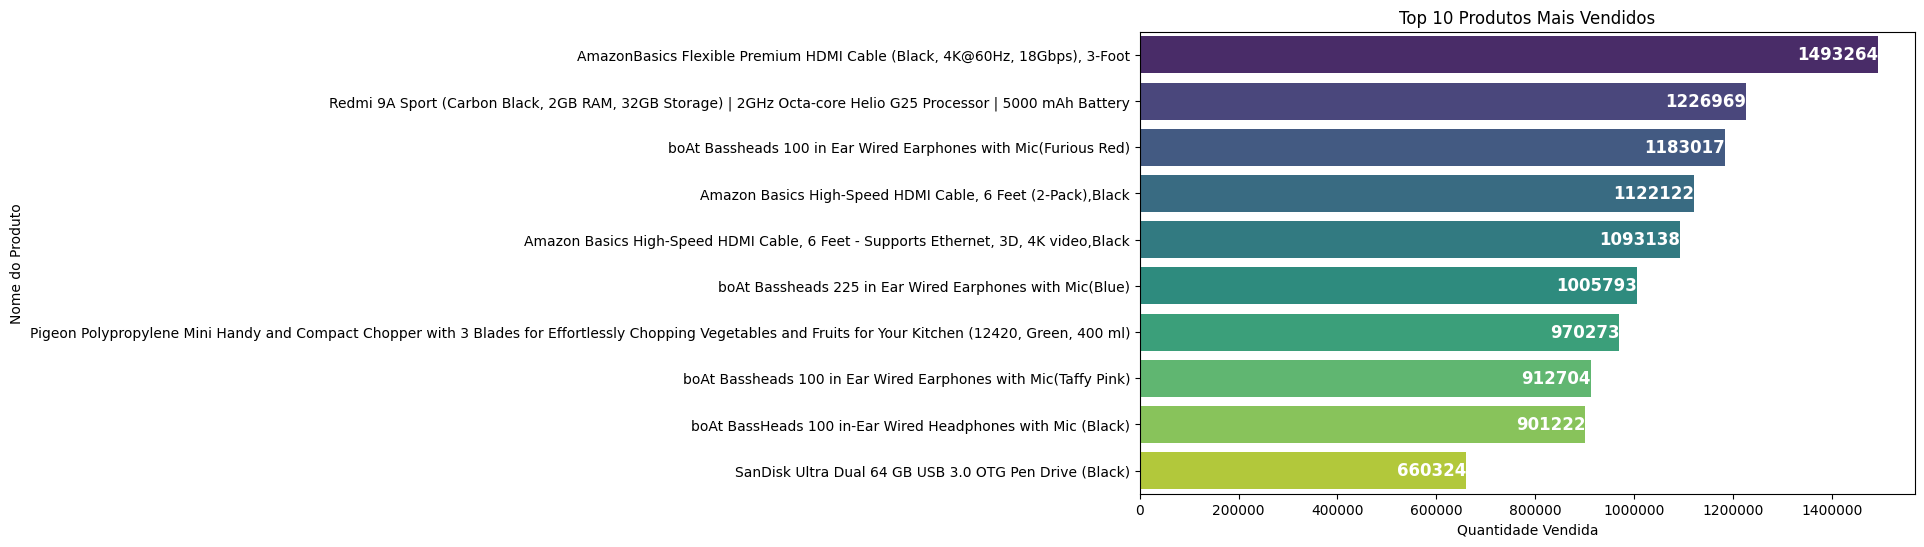 Top 10 Produtos Mais Vendidos
Nome do Produto
AmazonBasics Flexible Premium HDMI Cable (Black, 4K@60Hz, 18Gbps), 3-Foot
1493264
Redmi 9A Sport (Carbon Black, 2GB RAM, 32GB Storage) | 2GHz Octa-core Helio G25 Processor | 5000 mAh Battery
1226969
boAt Bassheads 100 in Ear Wired Earphones with Mic(Furious Red)
1183017
Amazon Basics High-Speed HDMI Cable, 6 Feet (2-Pack),Black
1122122
Amazon Basics High-Speed HDMI Cable, 6 Feet - Supports Ethernet, 3D, 4K video,Black
1093138
boAt Bassheads 225 in Ear Wired Earphones with Mic(Blue)
1005793
Pigeon Polypropylene Mini Handy and Compact Chopper with 3 Blades for Effortlessly Chopping Vegetables and Fruits for Your Kitchen (12420, Green, 400 ml)
970273
boAt Bassheads 100 in Ear Wired Earphones with Mic(Taffy Pink)
912704
boAt BassHeads 100 in-Ear Wired Headphones with Mic (Black)
901222
SanDisk Ultra Dual 64 GB USB 3.0 OTG Pen Drive (Black)
660324
0 200000 400000 600000 800000 1000000 1200000 1400000
Quantidade Vendida